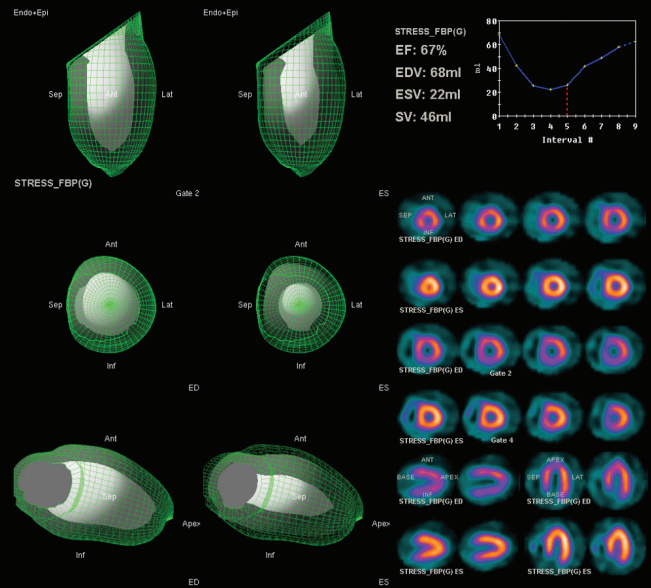 Endo+Epi
Endo+Epi
Sep
Ant
Lat
Sep
Ant
Lat
STRESS_FBP(G)
EF: 67%
EDV: 68ml
ESV: 22ml
SV: 46ml
80
60
40
20
0
ml
1 2 3 4 5 6 7 8 9
Interval #
STRESS_FBP(G)
Gate 2
ES
Ant
Sep
Lat
Inf
ED
Ant
Sep
Lat
Inf
ES
Ant
Sep
Apex
Inf
ED
Ant
Sep
Apex
Inf
ES
ANT
SEP
LAT
INF
STRESS_FBP(G) ED
STRESS_FBP(G) ES
STRESS_FBP(G) ED
Gate 2
STRESS_FBP(G) ES
Gate 4
ANT
BASE
APEX
INF
STRESS_FBP(G) ED
APEX
SEP
LAT
BASE
STRESS_FBP(G) ED
STRESS_FBP(G) ES
STRESS_FBP(G) ES